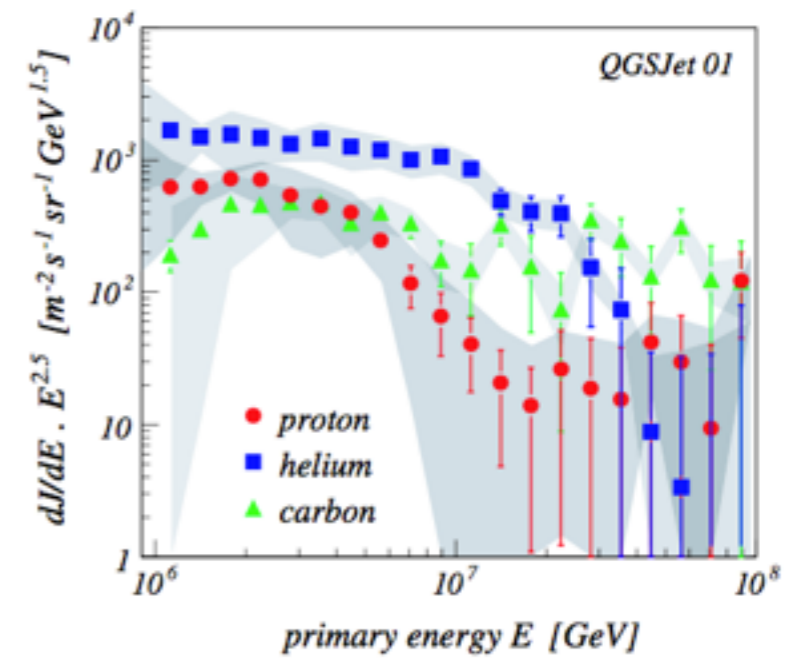 10⁴
QGSJet 01
10³
10²
10
1
dJ/dE . E^2.5 [m^-2 s^-1 sr^-1 GeV^1.5]
proton
helium
carbon
10⁶ 10⁷ 10⁸
primary energy E [GeV]